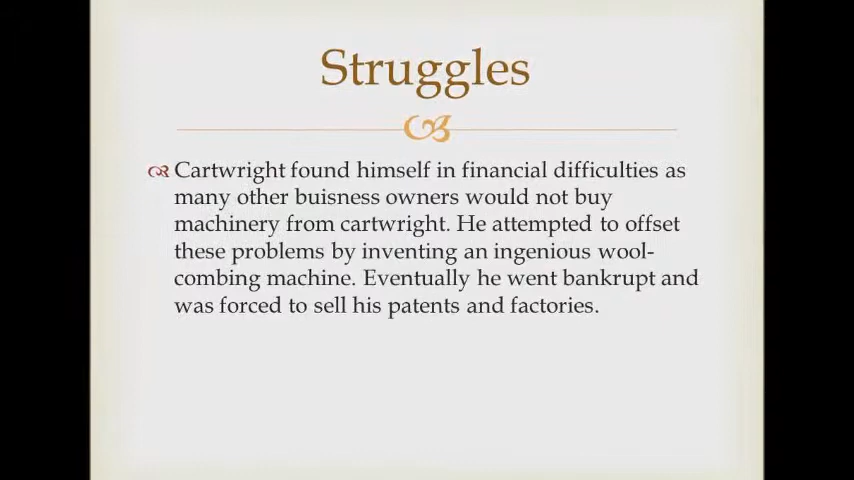 Struggles
Cartwright found himself in financial difficulties as
many other buisness owners would not buy
machinery from cartwright. He attempted to offset
these problems by inventing an ingenious wool-
combing machine. Eventually he went bankrupt and
was forced to sell his patents and factories.